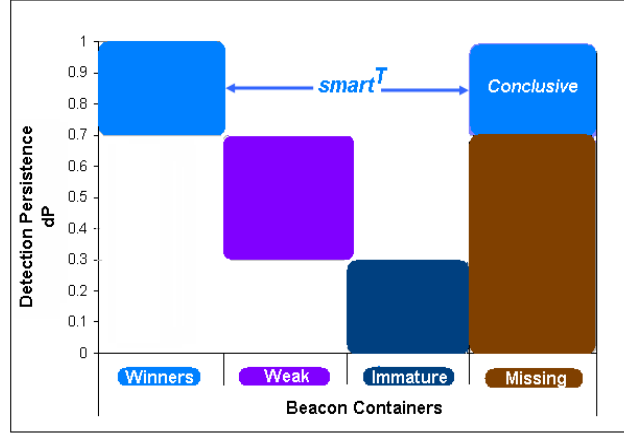 1
0.9
0.8
0.7
0.6
0.5
0.4
0.3
0.2
0.1
0
Detection Persistence
dP
smartT
Conclusive
Winners Weak Immature Missing
Beacon Containers